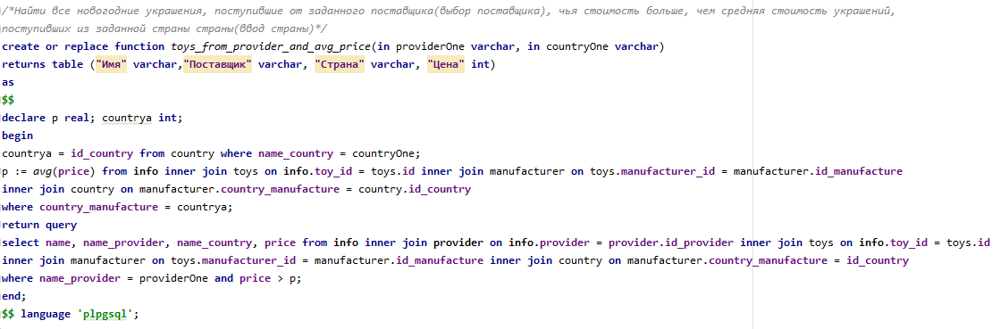 /*Найти все новогодние украшения, поступившие от заданного поставщика(выбор поставщика), чья стоимость больше, чем средняя стоимость украшений,
поступивших из заданной страны страны(ввод страны)*/
create or replace function toys_from_provider_and_avg_price(in providerOne varchar, in countryOne varchar)
returns table ("Имя" varchar,"Поставщик" varchar, "Страна" varchar, "Цена" int)
as
$$
declare p real; countrya int;
begin
countrya = id_country from country where name_country = countryOne;
p := avg(price) from info inner join toys on info.toy_id = toys.id inner join manufacturer on toys.manufacturer_id = manufacturer.id_manufacture
inner join country on manufacturer.country_manufacture = country.id_country
where country_manufacture = countrya;
return query
select name, name_provider, name_country, price from info inner join provider on info.provider = provider.id_provider inner join toys on info.toy_id = toys.id
inner join manufacturer on toys.manufacturer_id = manufacturer.id_manufacture inner join country on manufacturer.country_manufacture = id_country
where name_provider = providerOne and price > p;
end;
$$ language 'plpgsql';